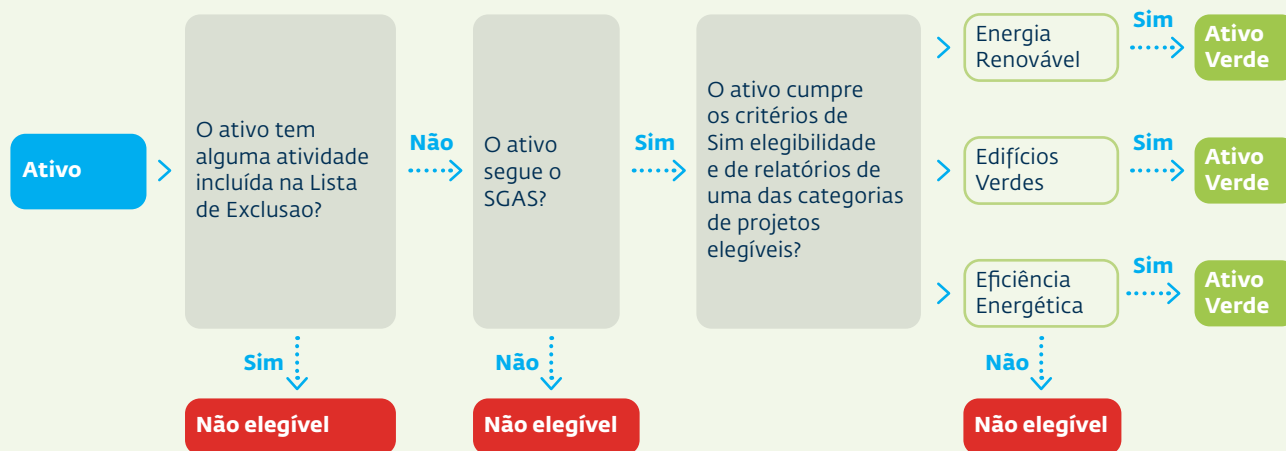 Ativo
O ativo tem
alguma atividade
incluída na Lista
de Exclusao?
Não
O ativo
segue o
SGAS?
Sim
O ativo cumpre
os critérios de
Sim elegibilidade
e de relatórios de
uma das categorias
de projetos
elegíveis?
Energia
Renovável
Sim
Ativo
Verde
Edifícios
Verdes
Sim
Ativo
Verde
Eficiência
Energética
Sim
Ativo
Verde
Sim
Não
Não
Não elegível
Não elegível
Não elegível